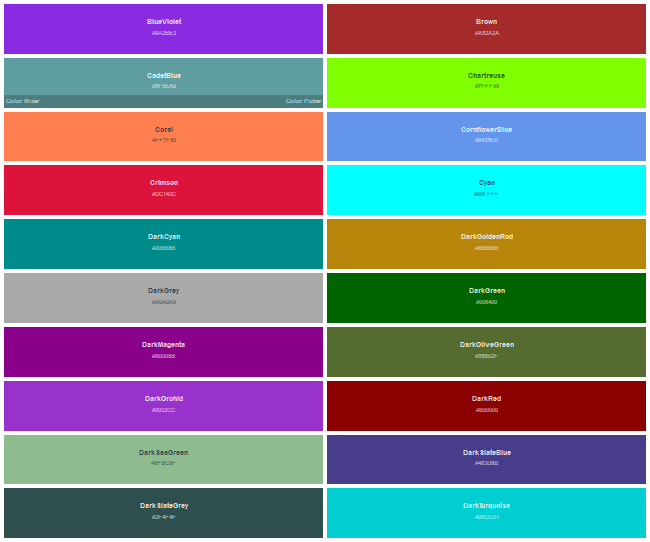 BlueViolet
#8A2BE2
Brown
#A52A2A
CadetBlue
#5F9EA0
Color Mixer
Color Picker
Chartreuse
#7FFF00
Coral
#FF7F50
CornflowerBlue
#6495ED
Crimson
#DC143C
Cyan
#00FFFF
DarkCyan
#008B8B
DarkGoldenRod
#B8860B
DarkGrey
#A9A9A9
DarkGreen
#006400
DarkMagenta
#8B008B
DarkOliveGreen
#556B2F
DarkOrchid
#9932CC
DarkRed
#8B0000
DarkSeaGreen
#8FBC8F
DarkSlateBlue
#483D8B
DarkSlateGrey
#2F4F4F
DarkTurquoise
#00CED1